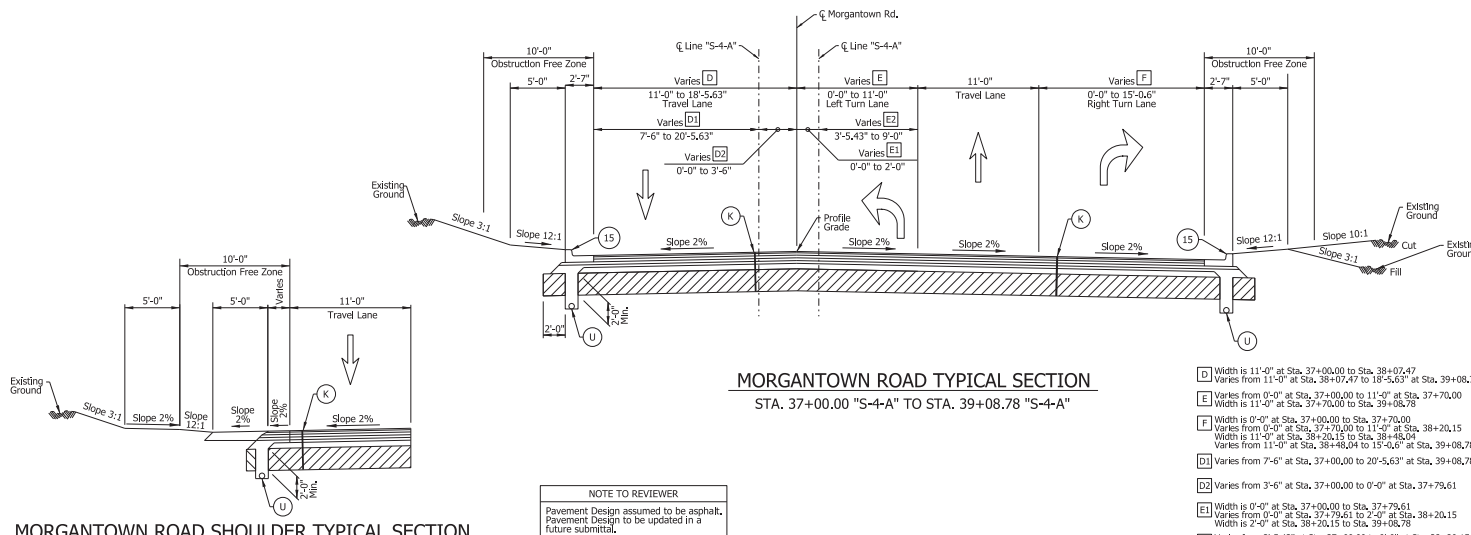 ℄ Morgantown Rd.
℄ Line "S-4-A"
℄ Line "S-4-A"
10'-0"
Obstruction Free Zone
5'-0"
2'-7"
Varies D
11'-0" to 18'-5.63"
Travel Lane
Varies E
0'-0" to 11'-0"
Left Turn Lane
11'-0"
Travel Lane
Varies F
0'-0" to 15'-0.6"
Right Turn Lane
10'-0"
Obstruction Free Zone
2'-7"
5'-0"
Varies D1
7'-6" to 20'-5.63"
Varies E2
3'-5.43" to 9'-0"
Varies D2
0'-0" to 3'-6"
Varies E1
0'-0" to 2'-0"
Existing
Ground
Slope 3:1
Slope 12:1
15
K
Profile
Grade
K
15
Slope 2%
Slope 2%
Slope 2%
Slope 2%
Slope 12:1
Slope 10:1
Slope 3:1
Existing
Ground
Cut
Fill
2'-0"
2'-0"
Min.
U
U
MORGANTOWN ROAD TYPICAL SECTION
STA. 37+00.00 "S-4-A" TO STA. 39+08.78 "S-4-A"
10'-0"
Obstruction Free Zone
5'-0"
5'-0"
Varies
11'-0"
Travel Lane
Existing
Ground
Slope 3:1
Slope 2%
Slope
12:1
Slope
2%
Slope
2%
Slope 2%
K
2'-0"
Min.
U
MORGANTOWN ROAD SHOULDER TYPICAL SECTION
NOTE TO REVIEWER
Pavement Design assumed to be asphalt.
Pavement Design to be updated in a
future submittal.
D Width is 11'-0" at Sta. 37+00.00 to Sta. 38+07.47
Varies from 11'-0" at Sta. 38+07.47 to 18'-5.63" at Sta. 39+08.
E Varies from 0'-0" at Sta. 37+00.00 to 11'-0" at Sta. 37+70.00
Width is 11'-0" at Sta. 37+70.00 to Sta. 39+08.78
F Width is 0'-0" at Sta. 37+00.00 to Sta. 37+70.00
Varies from 0'-0" at Sta. 37+70.00 to 11'-0" at Sta. 38+20.15
Width is 11'-0" at Sta. 38+20.15 to Sta. 38+48.04
Varies from 11'-0" at Sta. 38+48.04 to 15'-0.6" at Sta. 39+08.78
D1 Varies from 7'-6" at Sta. 37+00.00 to 20'-5.63" at Sta. 39+08.78
D2 Varies from 3'-6" at Sta. 37+00.00 to 0'-0" at Sta. 37+79.61
E1 Width is 0'-0" at Sta. 37+00.00 to Sta. 37+79.61
Varies from 0'-0" at Sta. 37+79.61 to 2'-0" at Sta. 38+20.15
Width is 2'-0" at Sta. 38+20.15 to Sta. 39+08.78